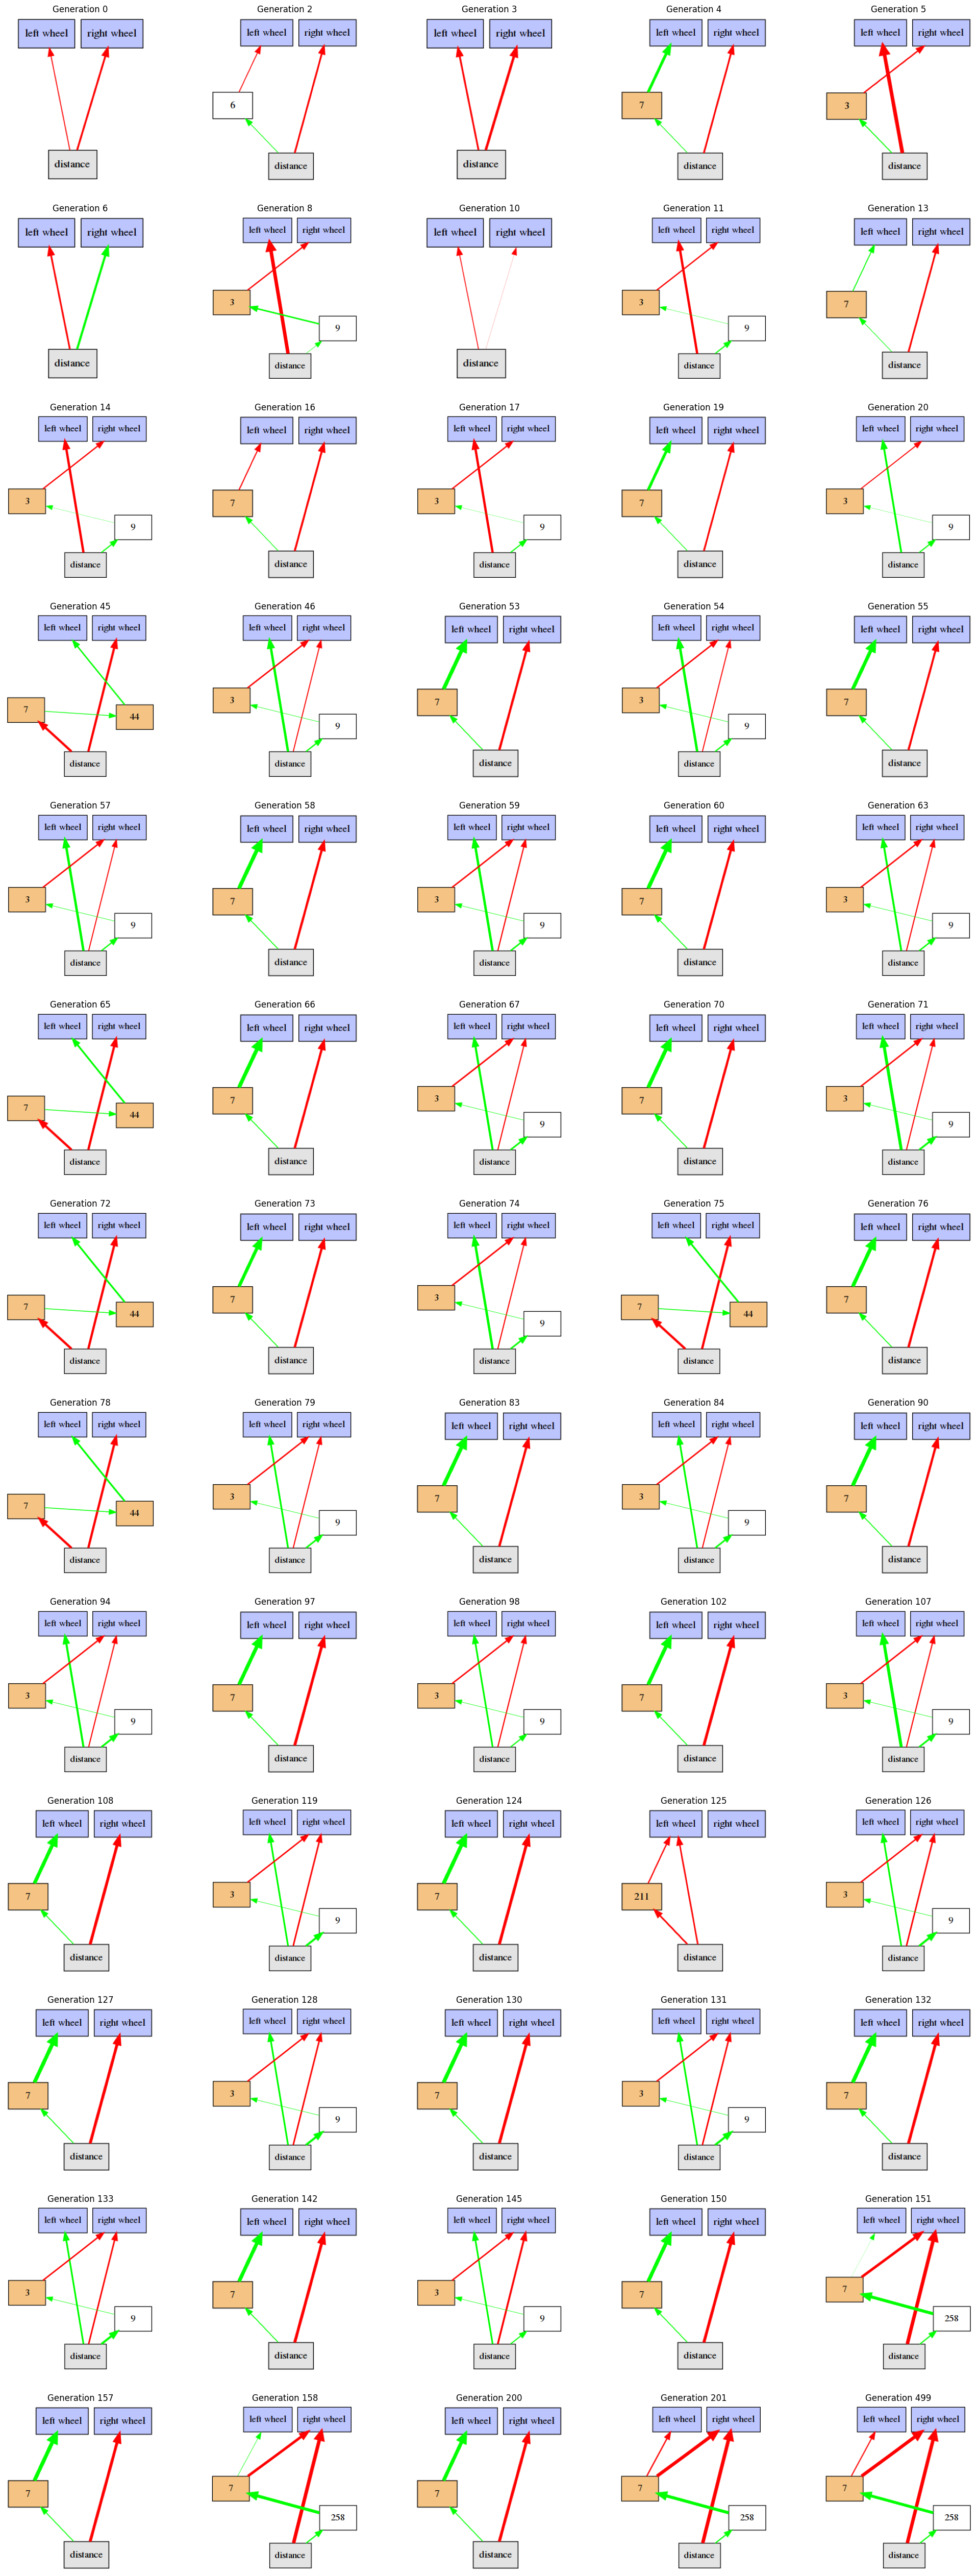 Generation 0 Generation 2 Generation 3 Generation 4 Generation 5
left wheel right wheel left wheel right wheel left wheel right wheel left wheel right wheel left wheel right wheel
6 7 3
distance distance distance distance distance
Generation 6 Generation 8 Generation 10 Generation 11 Generation 13
left wheel right wheel left wheel right wheel left wheel right wheel left wheel right wheel left wheel right wheel
3 3 7
9 9
distance distance distance distance distance
Generation 14 Generation 16 Generation 17 Generation 19 Generation 20
left wheel right wheel left wheel right wheel left wheel right wheel left wheel right wheel left wheel right wheel
3 7 3 7 3
9 9 9
distance distance distance distance distance
Generation 45 Generation 46 Generation 53 Generation 54 Generation 55
left wheel right wheel left wheel right wheel left wheel right wheel left wheel right wheel left wheel right wheel
7 3 7 3 7
44 9 9
distance distance distance distance distance
Generation 57 Generation 58 Generation 59 Generation 60 Generation 63
left wheel right wheel left wheel right wheel left wheel right wheel left wheel right wheel left wheel right wheel
3 7 3 7 3
9 9 9
distance distance distance distance distance
Generation 65 Generation 66 Generation 67 Generation 70 Generation 71
left wheel right wheel left wheel right wheel left wheel right wheel left wheel right wheel left wheel right wheel
7 7 3 7 3
44 9 9
distance distance distance distance distance
Generation 72 Generation 73 Generation 74 Generation 75 Generation 76
left wheel right wheel left wheel right wheel left wheel right wheel left wheel right wheel left wheel right wheel
7 7 3 7 7
44 9 44
distance distance distance distance distance
Generation 78 Generation 79 Generation 83 Generation 84 Generation 90
left wheel right wheel left wheel right wheel left wheel right wheel left wheel right wheel left wheel right wheel
7 3 7 3 7
44 9 9
distance distance distance distance distance
Generation 94 Generation 97 Generation 98 Generation 102 Generation 107
left wheel right wheel left wheel right wheel left wheel right wheel left wheel right wheel left wheel right wheel
3 7 3 7 3
9 9 9
distance distance distance distance distance
Generation 108 Generation 119 Generation 124 Generation 125 Generation 126
left wheel right wheel left wheel right wheel left wheel right wheel left wheel right wheel left wheel right wheel
7 3 7 211 3
9 9
distance distance distance distance distance
Generation 127 Generation 128 Generation 130 Generation 131 Generation 132
left wheel right wheel left wheel right wheel left wheel right wheel left wheel right wheel left wheel right wheel
7 3 7 3 7
9 9
distance distance distance distance distance
Generation 133 Generation 142 Generation 145 Generation 150 Generation 151
left wheel right wheel left wheel right wheel left wheel right wheel left wheel right wheel left wheel right wheel
3 7 3 7 7
9 9 258
distance distance distance distance distance
Generation 157 Generation 158 Generation 200 Generation 201 Generation 499
left wheel right wheel left wheel right wheel left wheel right wheel left wheel right wheel left wheel right wheel
7 7 7 7 7
258 258 258
distance distance distance distance distance